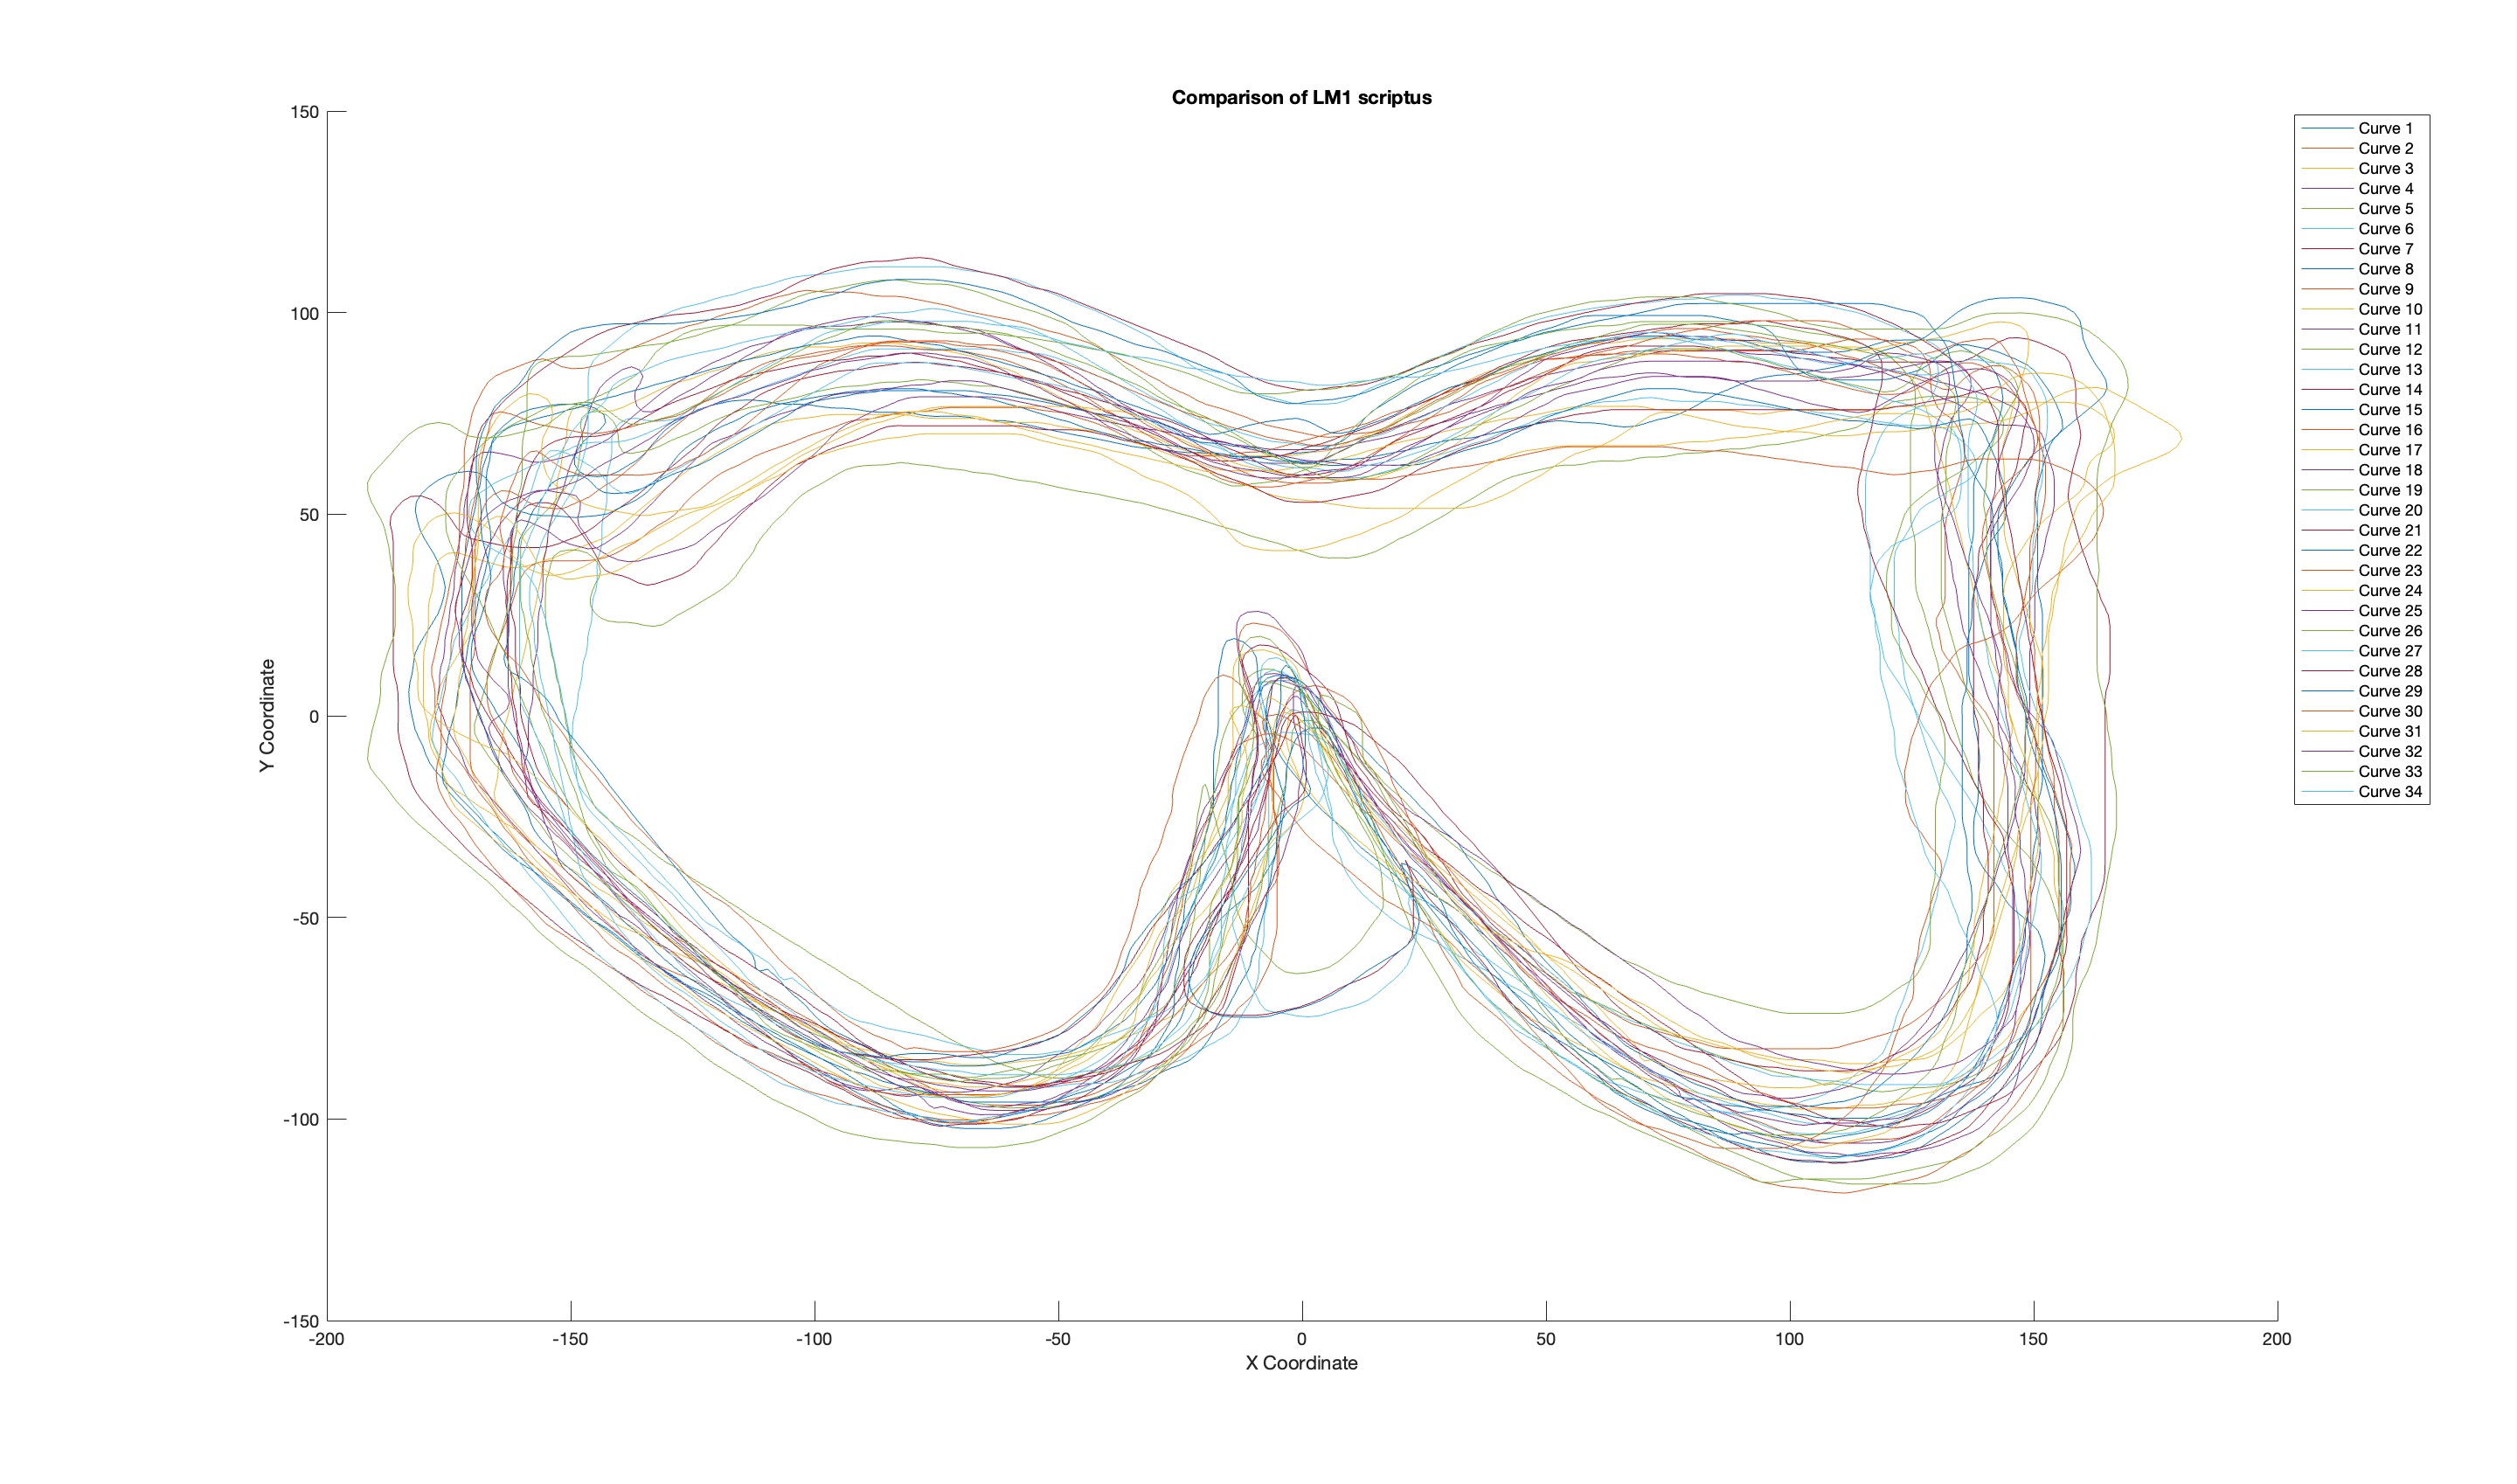 Comparison of LM1 scriptus
150
100
50
0
-50
-100
-150
Y Coordinate
-200 -150 -100 -50 0 50 100 150 200
X Coordinate
Curve 1
Curve 2
Curve 3
Curve 4
Curve 5
Curve 6
Curve 7
Curve 8
Curve 9
Curve 10
Curve 11
Curve 12
Curve 13
Curve 14
Curve 15
Curve 16
Curve 17
Curve 18
Curve 19
Curve 20
Curve 21
Curve 22
Curve 23
Curve 24
Curve 25
Curve 26
Curve 27
Curve 28
Curve 29
Curve 30
Curve 31
Curve 32
Curve 33
Curve 34